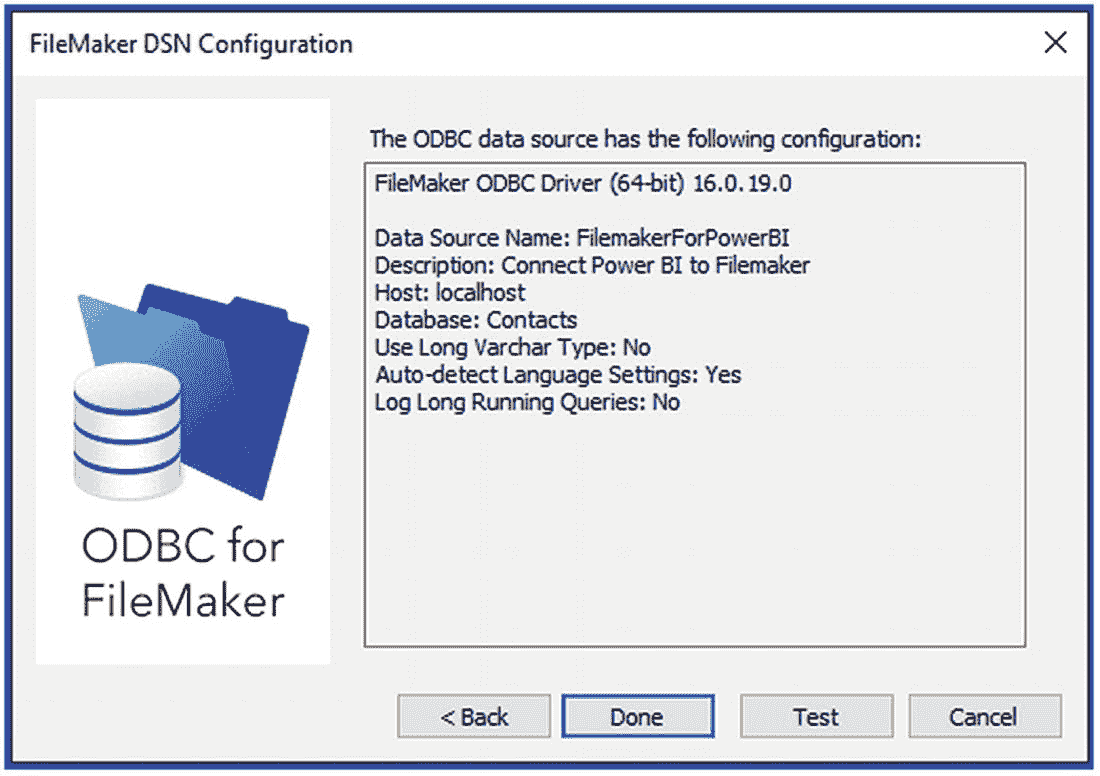 FileMaker DSN Configuration
The ODBC data source has the following configuration:
FileMaker ODBC Driver (64-bit) 16.0.19.0
Data Source Name: FilemakerForPowerBI
Description: Connect Power BI to Filemaker
Host: localhost
Database: Contacts
Use Long Varchar Type: No
Auto-detect Language Settings: Yes
Log Long Running Queries: No
ODBC for
FileMaker
< Back
Done
Test
Cancel